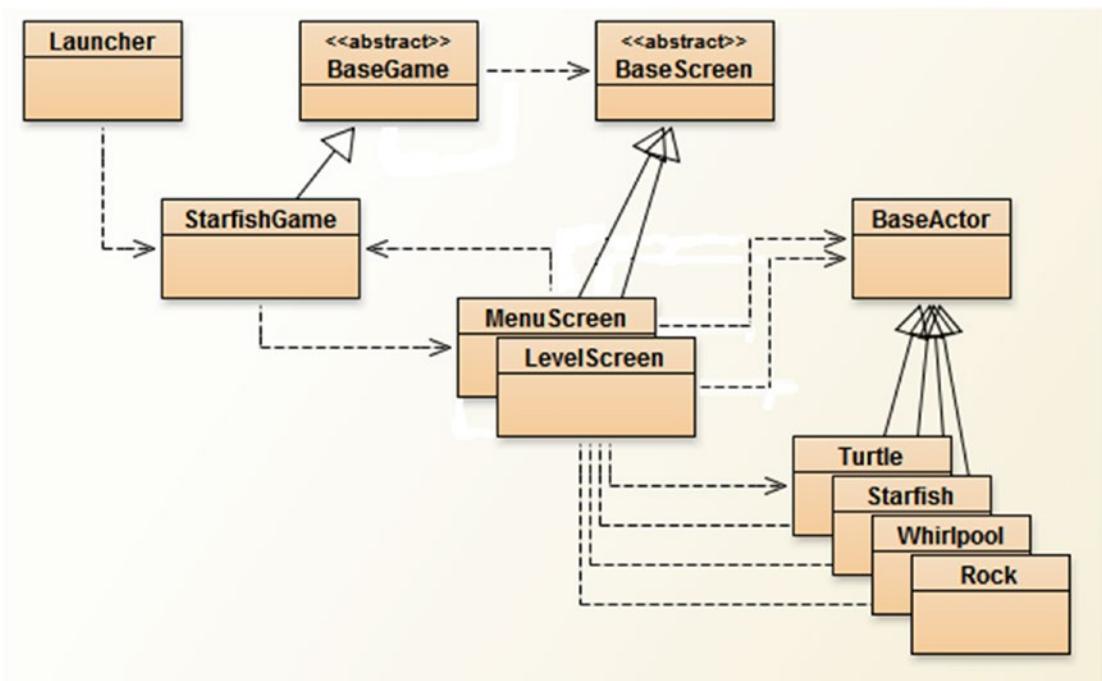 Launcher
<<abstract>>
BaseGame
<<abstract>>
BaseScreen
StarfishGame
BaseActor
MenuScreen
LevelScreen
Turtle
Starfish
Whirlpool
Rock